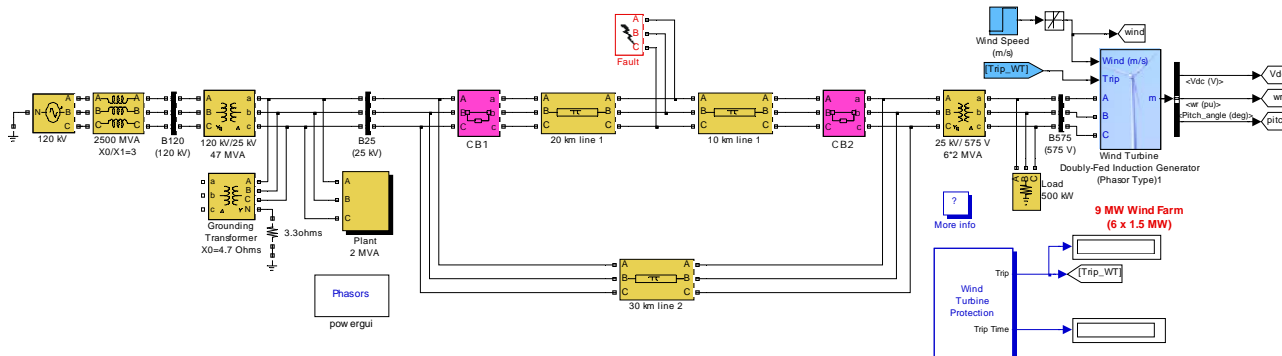 A
B
C
Fault
Wind Speed
(m/s)
wind
[Trip_WT]
Wind (m/s)
Trip
A
B
C
m
<Vdc (V)>
<wr (pu)>
<Pitch_angle (deg)>
Vd
wr
pitc
A
B
C
120 kV
A
B
C
A
B
C
2500 MVA
X0/X1=3
B120
(120 kV)
A
B
C
a
b
c
120 kV/25 kV
47 MVA
B25
(25 kV)
A
B
C
a
b
c
CB1
A
B
C
A
B
C
20 km line 1
A
B
C
A
B
C
10 km line 1
A
B
C
a
b
c
CB2
A
B
C
a
b
c
25 kV/ 575 V
6*2 MVA
B575
(575 V)
A
B
C
Load
500 kW
Wind Turbine
Doubly-Fed Induction Generator
(Phasor Type)1
a
b
c
A
B
C
N
Grounding
Transformer
X0=4.7 Ohms
3.3ohms
A
B
C
Plant
2 MVA
?
More info
9 MW Wind Farm
(6 x 1.5 MW)
Phasors
powergui
A
B
C
A
B
C
30 km line 2
Wind
Turbine
Protection
Trip
Trip Time
[Trip_WT]